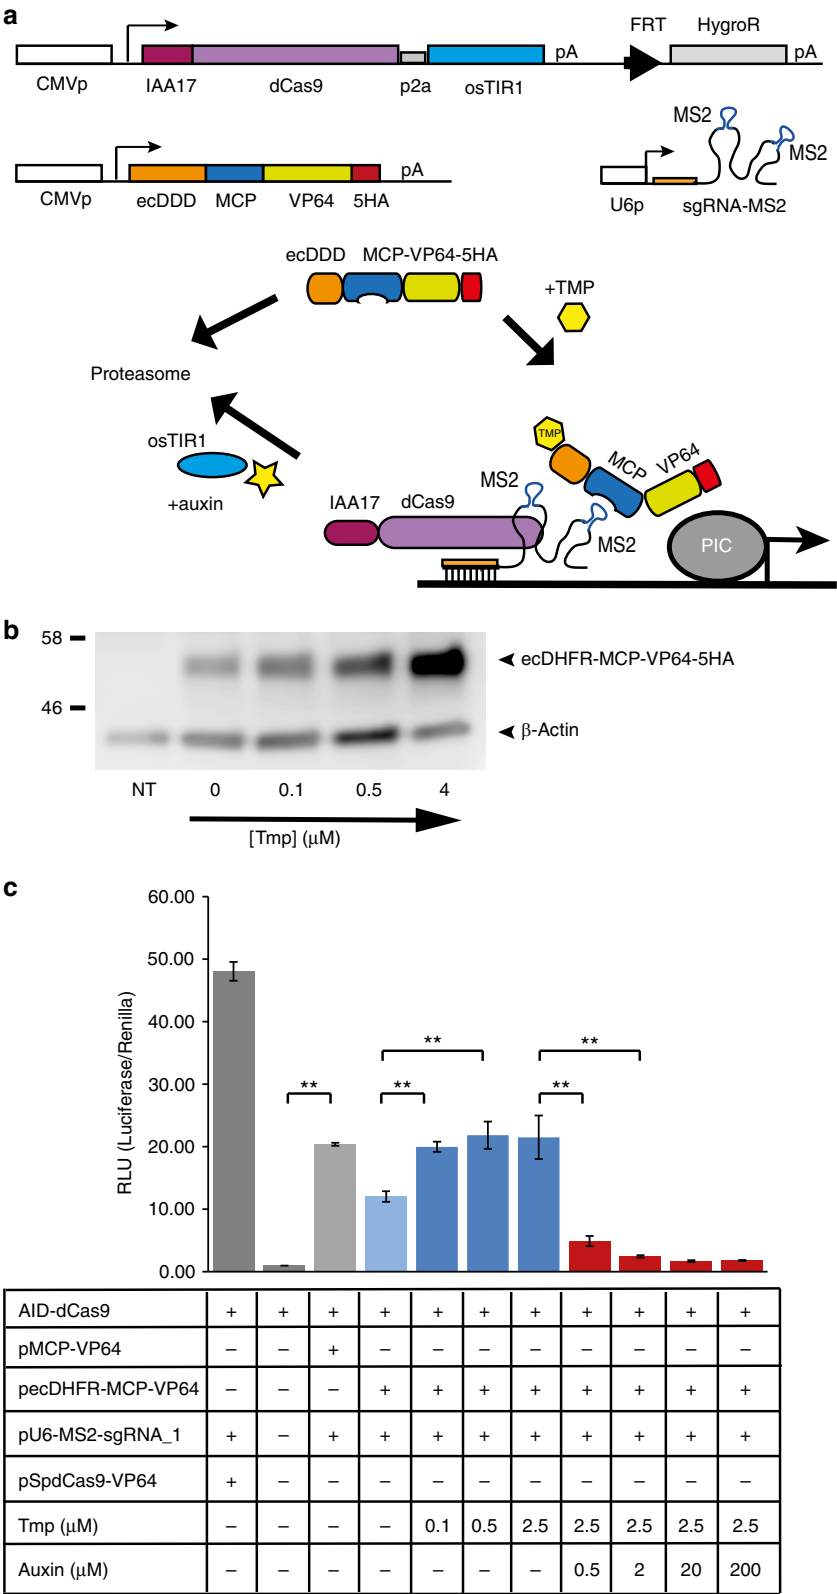 a
FRT HygroR
pA pA
CMVp IAA17 dCas9 p2a osTIR1
MS2
MS2
pA
CMVp ecDDD MCP VP64 5HA
U6p sgRNA-MS2
ecDDD MCP-VP64-5HA
+TMP
Proteasome
osTIR1
+auxin
TMP
MCP
VP64
MS2
IAA17 dCas9
MS2
PIC
b
58
46
ecDHFR-MCP-VP64-5HA
β-Actin
NT 0 0.1 0.5 4
[Tmp] (μM)
c
RLU (Luciferase/Renilla)
60.00
50.00
40.00
30.00
20.00
10.00
0.00
** **
** ** **
AID-dCas9 + + + + + + + + + + +
pMCP-VP64 – – + – – – – – – – –
pecDHFR-MCP-VP64 – – – + + + + + + + +
pU6-MS2-sgRNA_1 + – + + + + + + + + +
pSpdCas9-VP64 + – – – – – – – – – –
Tmp (μM) – – – – 0.1 0.5 2.5 2.5 2.5 2.5 2.5
Auxin (μM) – – – – – – – 0.5 2 20 200